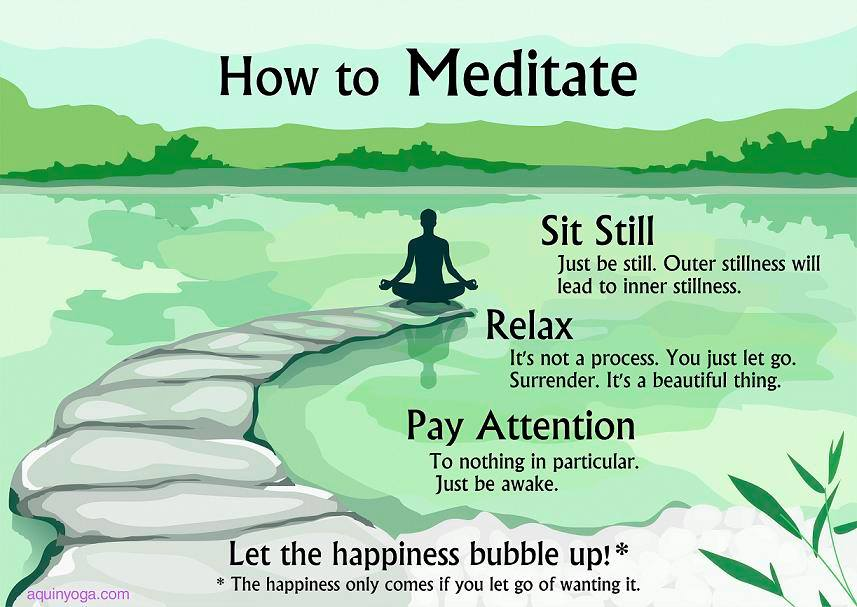 How to Meditate
Sit Still
Just be still. Outer stillness will
lead to inner stillness.
Relax
It's not a process. You just let go.
Surrender. It's a beautiful thing.
Pay Attention
To nothing in particular.
Just be awake.
Let the happiness bubble up!*
* The happiness only comes if you let go of wanting it.
aquinyoga.com